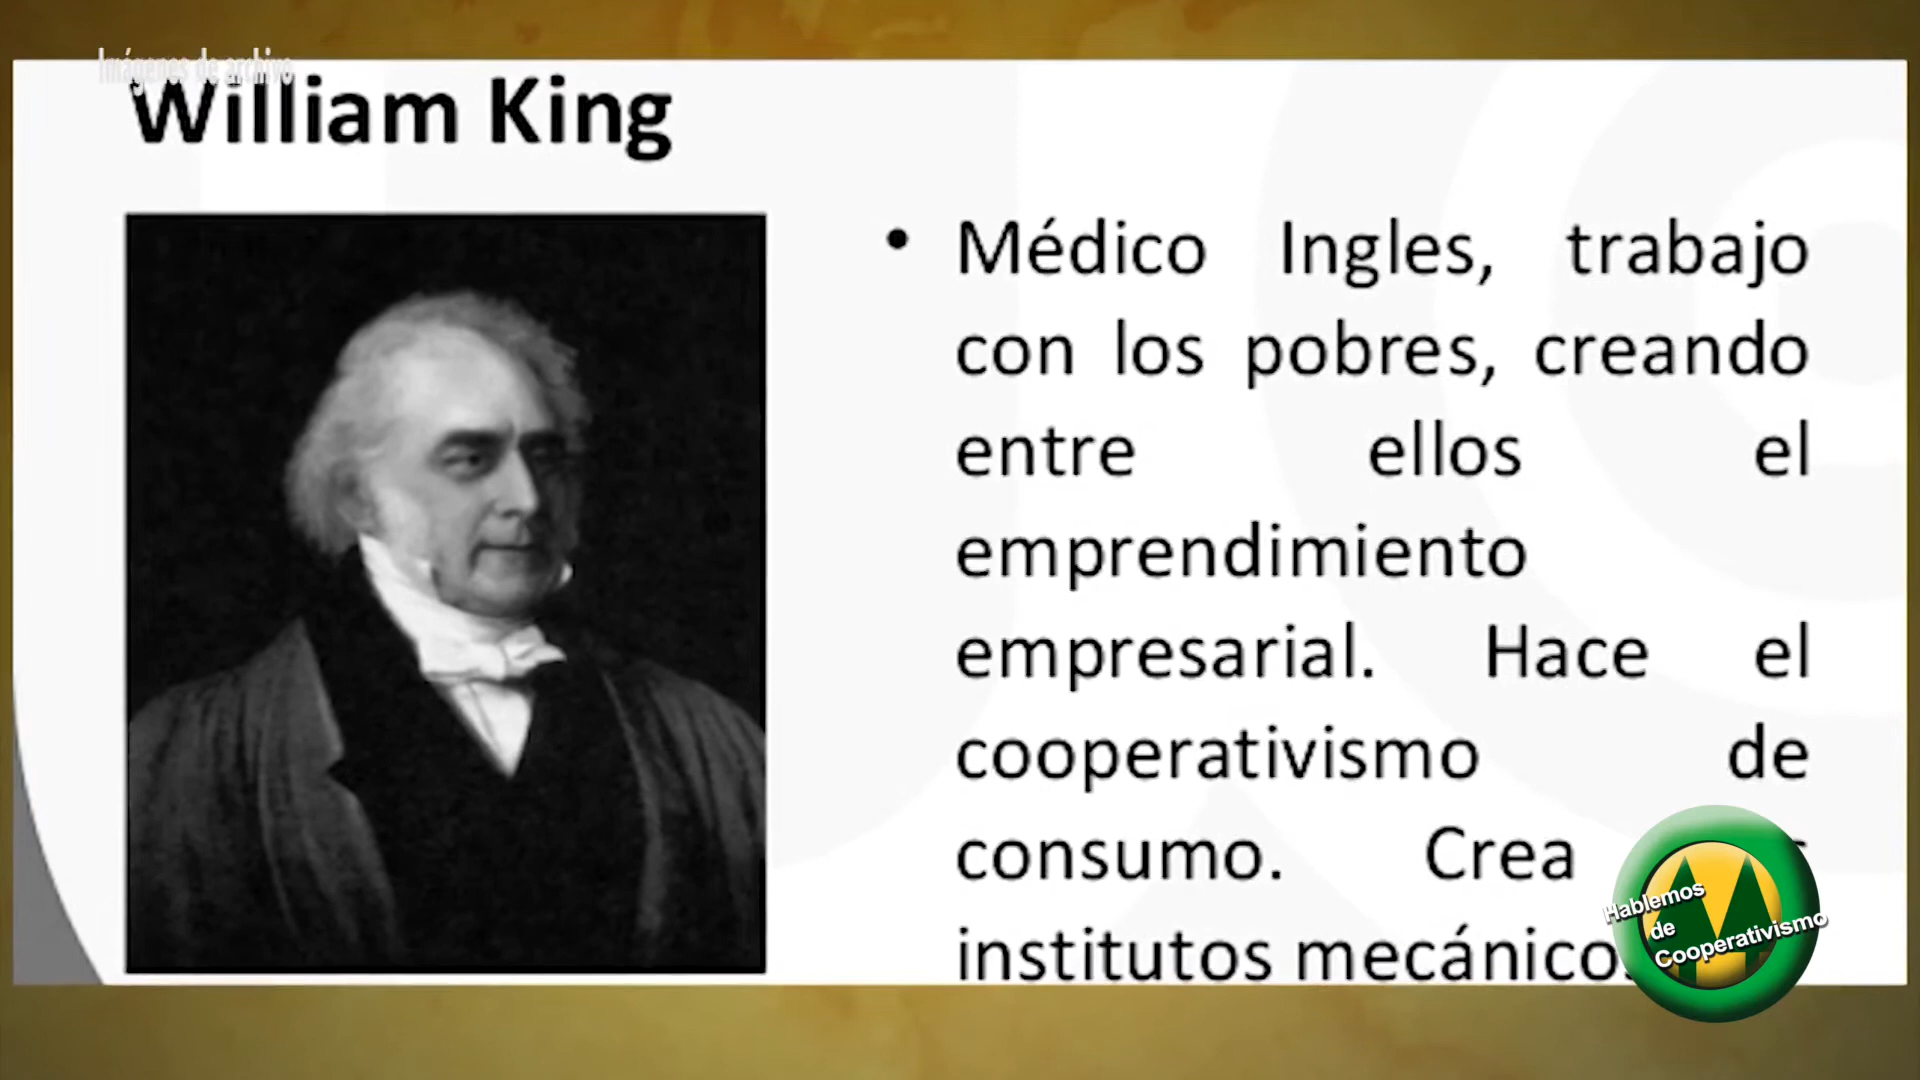 Imágenes de archivo
William King
• Médico Ingles, trabajo
con los pobres, creando
entre ellos el
emprendimiento
empresarial. Hace el
cooperativismo de
consumo. Crea
institutos mecánico
Hablemos
de
Cooperativismo